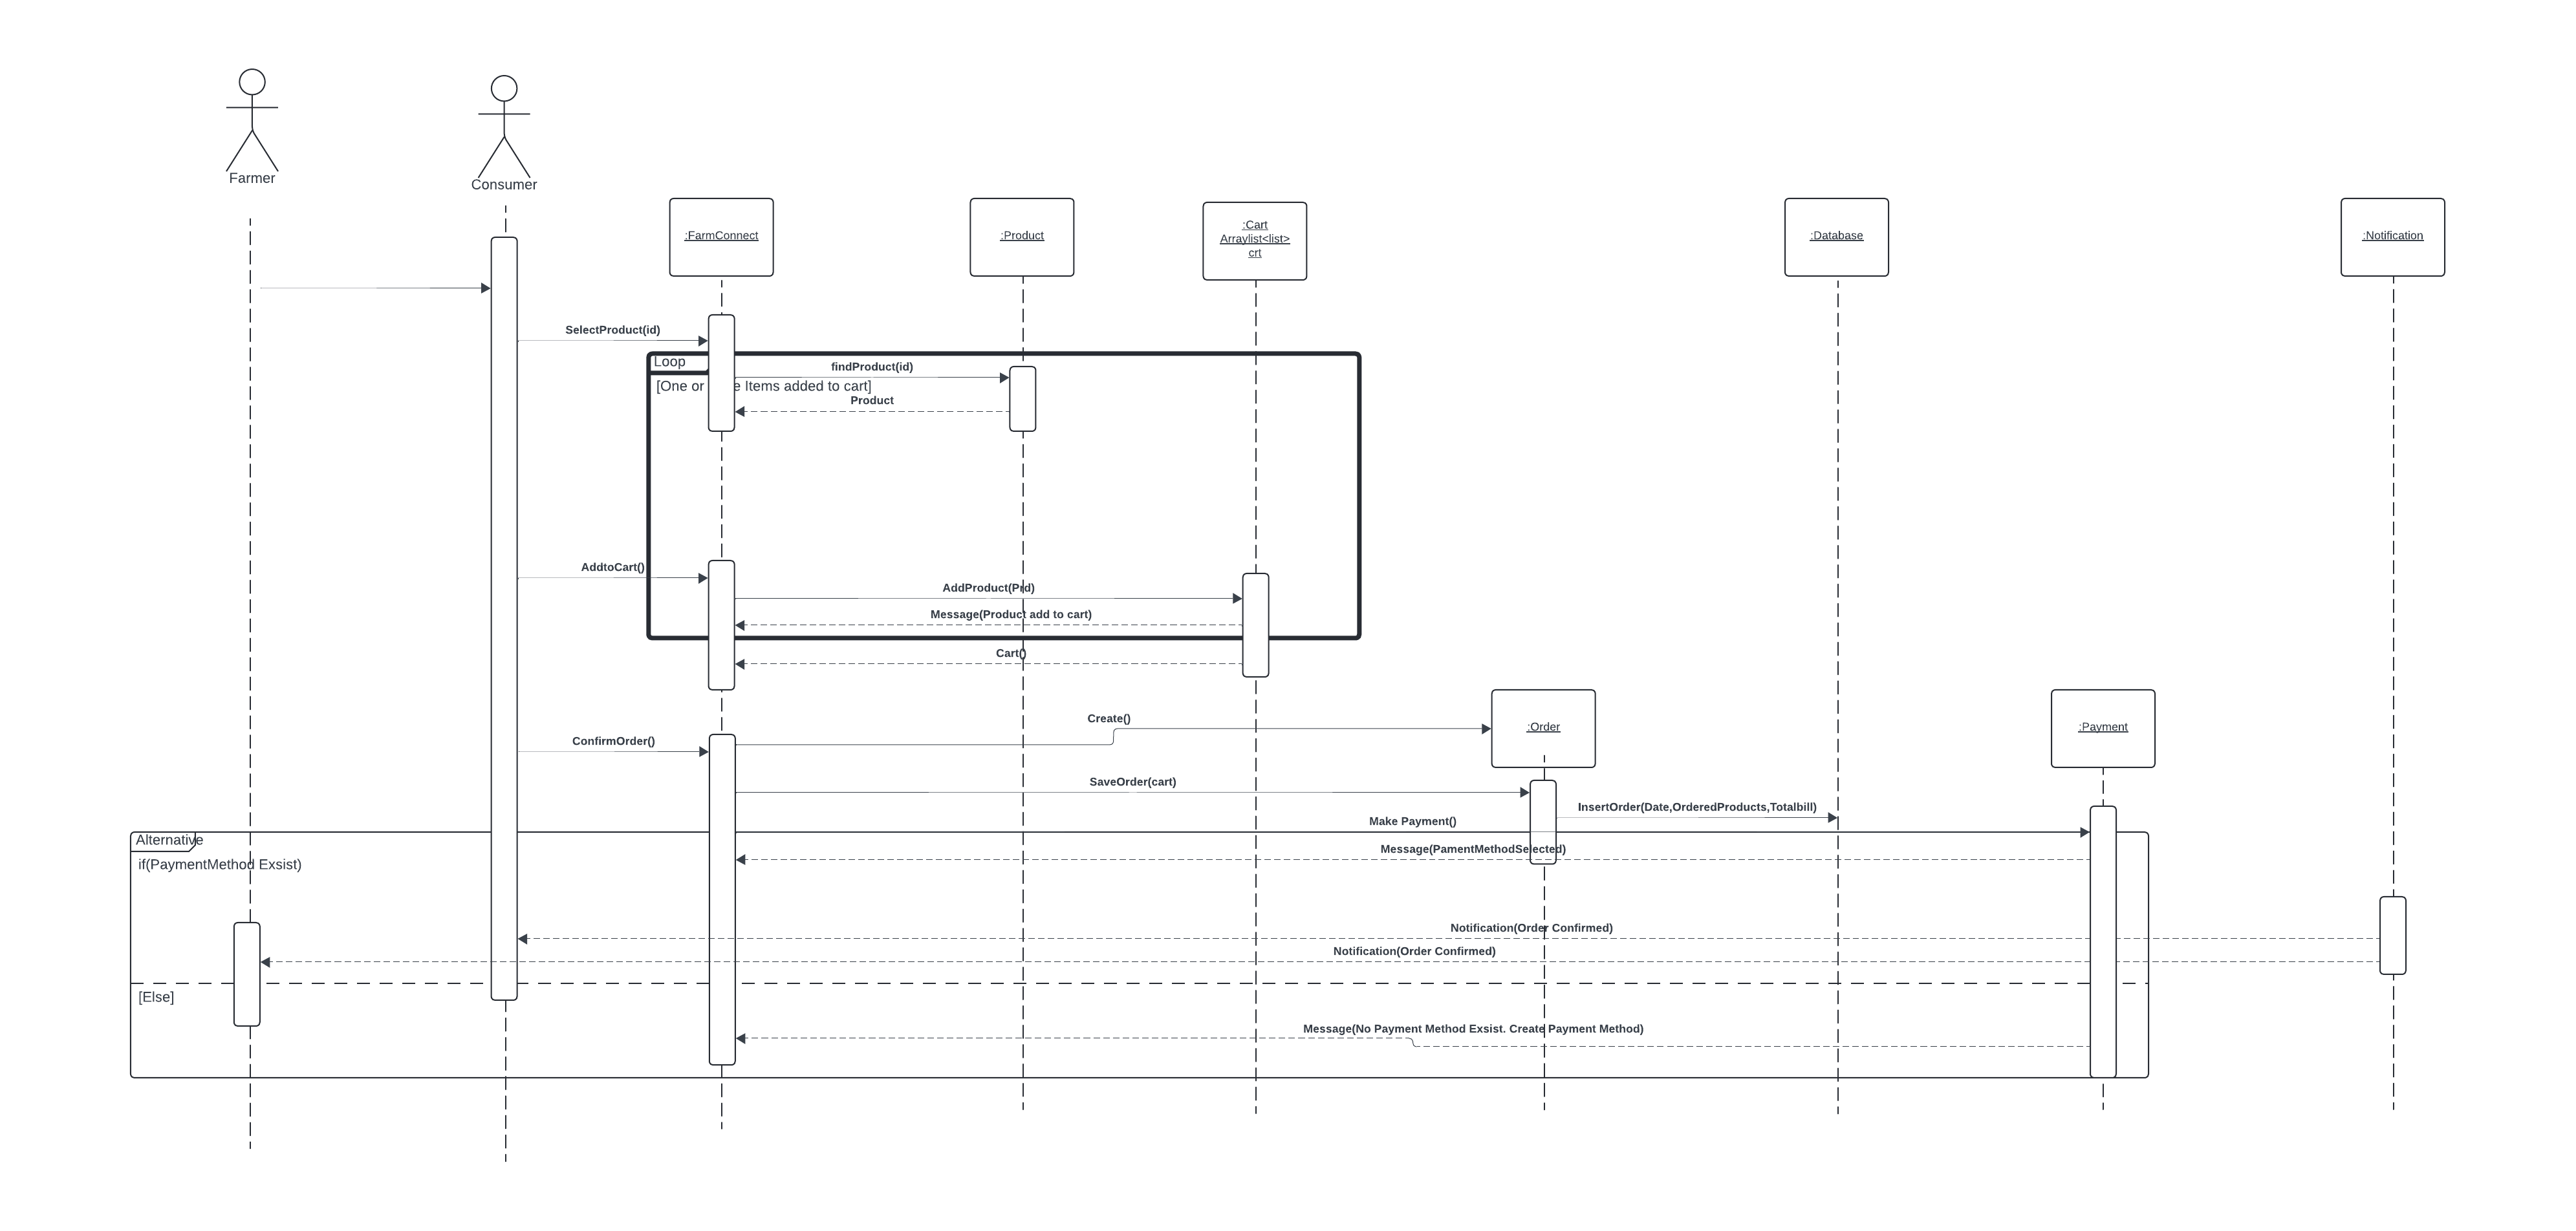 Farmer
Consumer
:FarmConnect
:Product
:Cart
Arraylist<list>
crt
:Database
:Notification
SelectProduct(id)
Loop
findProduct(id)
[One or e Items added to cart]
Product
AddtoCart()
AddProduct(Prd)
Message(Product add to cart)
Cart()
Create()
:Order
:Payment
ConfirmOrder()
SaveOrder(cart)
InsertOrder(Date,OrderedProducts,Totalbill)
Make Payment()
Alternative
Message(PamentMethodSelected)
if(PaymentMethod Exsist)
Notification(Order Confirmed)
Notification(Order Confirmed)
[Else]
Message(No Payment Method Exsist. Create Payment Method)